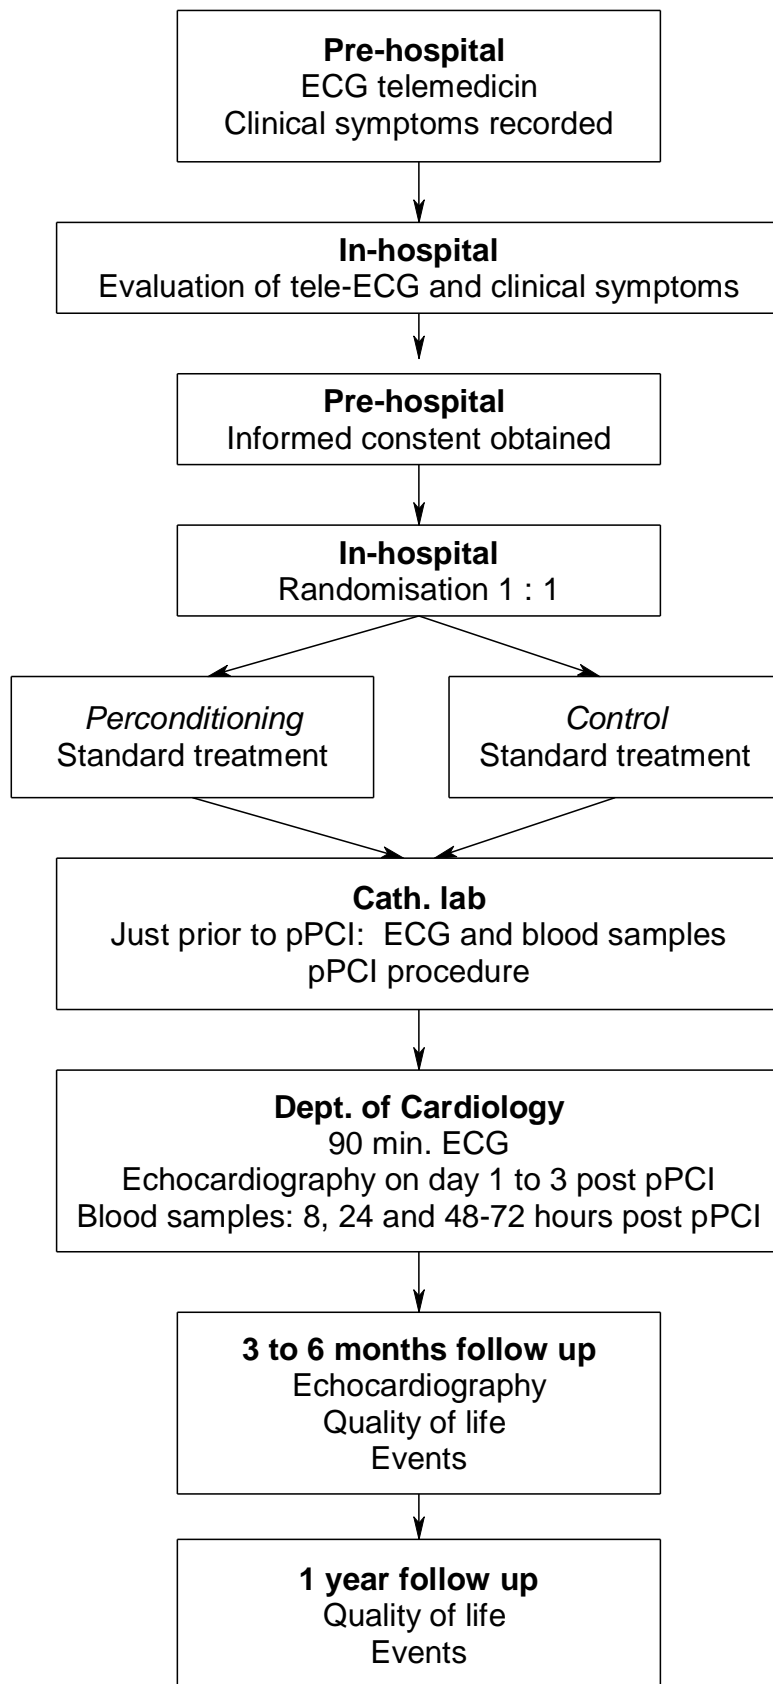 Pre-hospital
ECG telemedicin
Clinical symptoms recorded
In-hospital
Evaluation of tele-ECG and clinical symptoms
Pre-hospital
Informed constent obtained
In-hospital
Randomisation 1 : 1
Perconditioning
Standard treatment
Control
Standard treatment
Cath. lab
Just prior to pPCI:  ECG and blood samples
pPCI procedure
Dept. of Cardiology
90 min. ECG
Echocardiography on day 1 to 3 post pPCI
Blood samples: 8, 24 and 48-72 hours post pPCI
3 to 6 months follow up
Echocardiography
Quality of life
Events
1 year follow up
Quality of life
Events